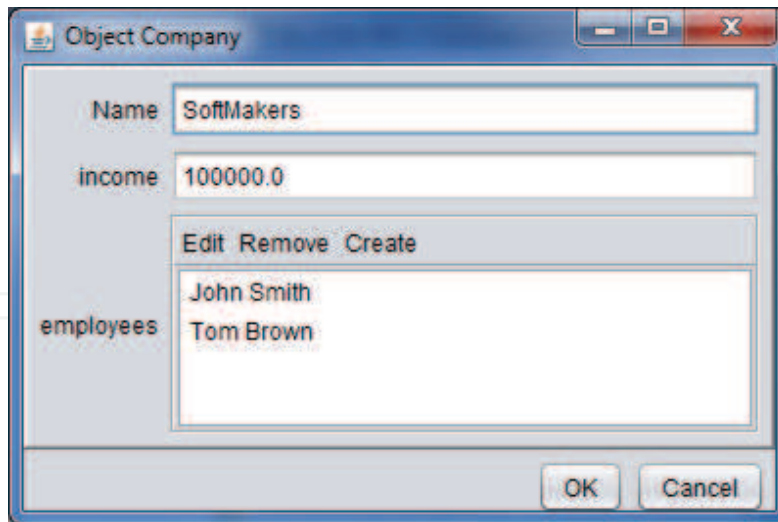 Object Company
Name SoftMakers
income 100000.0
Edit Remove Create
John Smith
employees
Tom Brown
OK Cancel